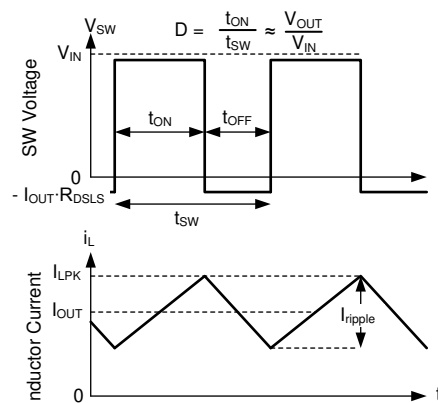 V_SW
D = t_ON / t_SW ≈ V_OUT / V_IN
V_IN
SW Voltage
t_ON
t_OFF
0
- I_OUT·R_DSLS
t_SW
i_L
I_LPK
I_OUT
I_ripple
nductor Current
0
t